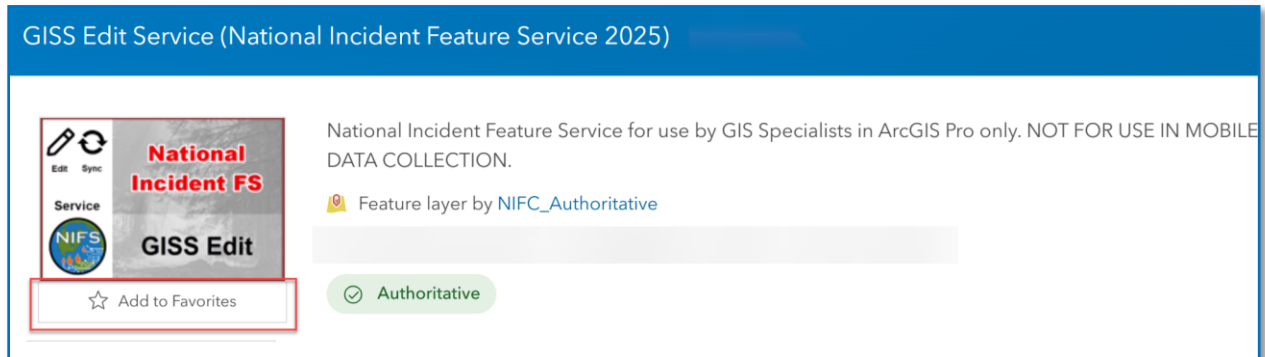 GISS Edit Service (National Incident Feature Service 2025)
National Incident Feature Service for use by GIS Specialists in ArcGIS Pro only. NOT FOR USE IN MOBILE
DATA COLLECTION.
Edit Sync
National
Incident FS
Service
NIFS
GISS Edit
Feature layer by NIFC_Authoritative
Authoritative
Add to Favorites